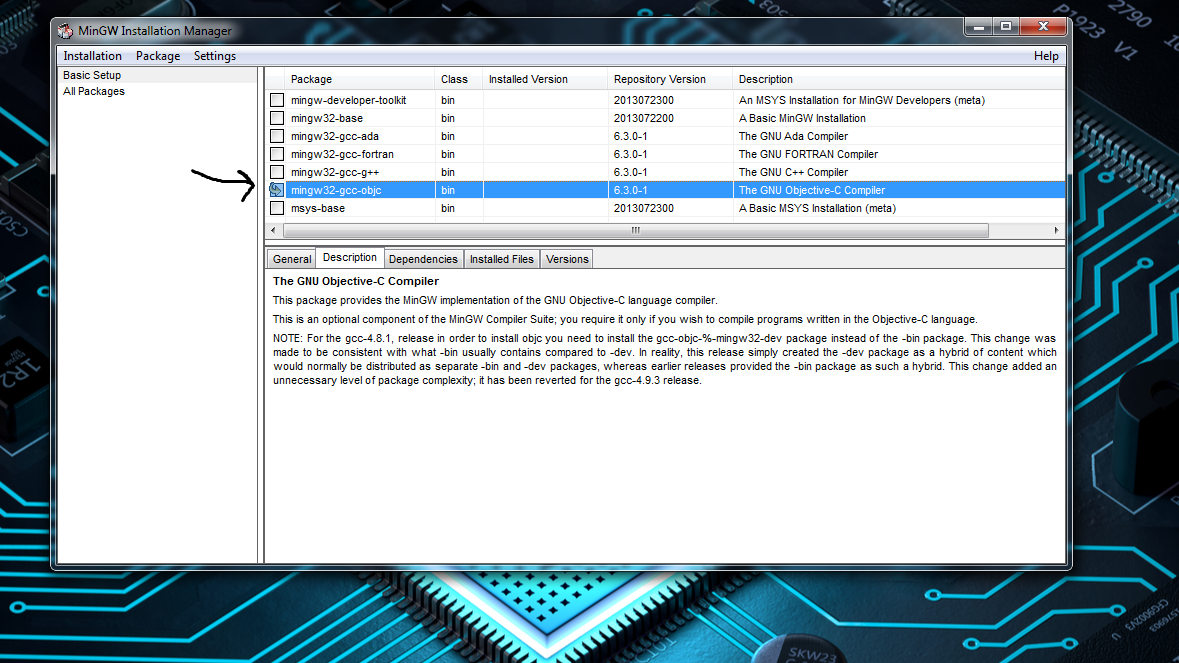 MinGW Installation Manager
Installation Package Settings Help
Basic Setup
All Packages
Package Class Installed Version Repository Version Description
mingw-developer-toolkit bin 2013072300 An MSYS Installation for MinGW Developers (meta)
mingw32-base bin 2013072200 A Basic MinGW Installation
mingw32-gcc-ada bin 6.3.0-1 The GNU Ada Compiler
mingw32-gcc-fortran bin 6.3.0-1 The GNU FORTRAN Compiler
mingw32-gcc-g++ bin 6.3.0-1 The GNU C++ Compiler
mingw32-gcc-objc bin 6.3.0-1 The GNU Objective-C Compiler
msys-base bin 2013072300 A Basic MSYS Installation (meta)
General Description Dependencies Installed Files Versions
The GNU Objective-C Compiler
This package provides the MinGW implementation of the GNU Objective-C language compiler.
This is an optional component of the MinGW Compiler Suite; you require it only if you wish to compile programs written in the Objective-C language.
NOTE: For the gcc-4.8.1, release in order to install objc you need to install the gcc-objc-%-mingw32-dev package instead of the -bin package. This change was
made to be consistent with what -bin usually contains compared to -dev. In reality, this release simply created the -dev package as a hybrid of content which
would normally be distributed as separate -bin and -dev packages, whereas earlier releases provided the -bin package as such a hybrid. This change added an
unnecessary level of package complexity; it has been reverted for the gcc-4.9.3 release.
2790
P1923 V1
1R2
SKW23